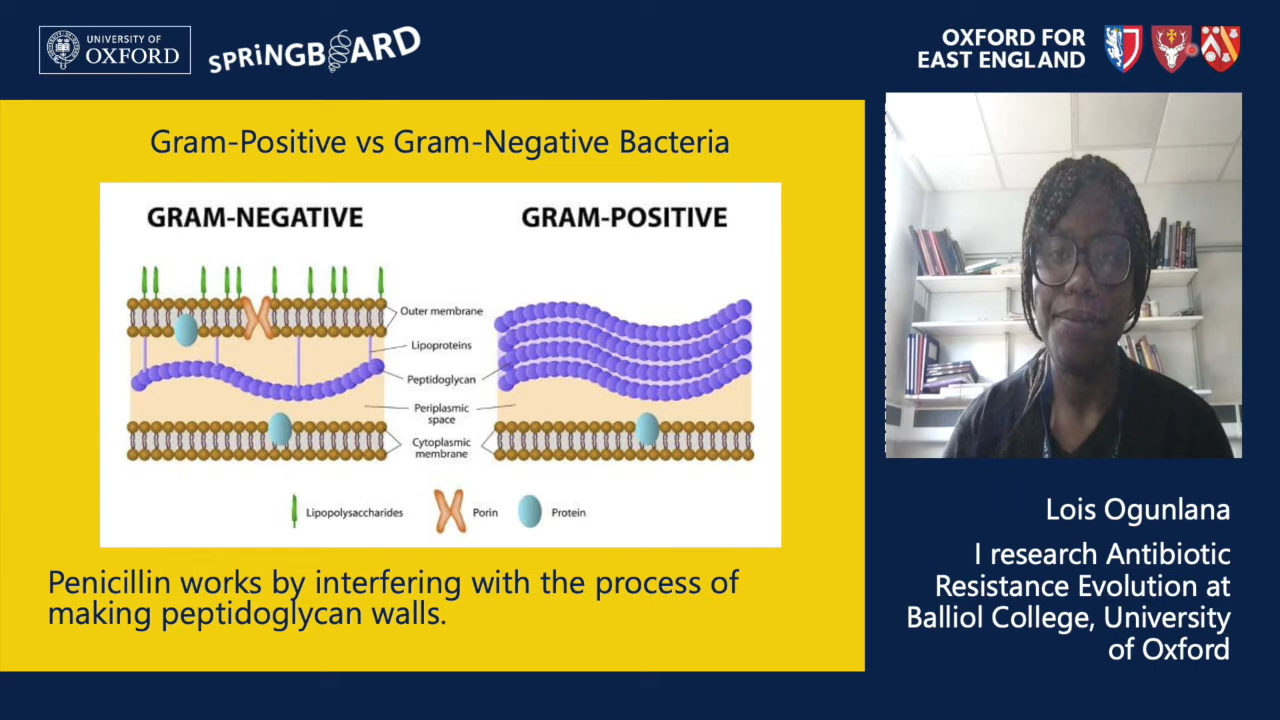 UNIVERSITY OF
OXFORD
SPRiNGBOARD
OXFORD FOR
EAST ENGLAND
Gram-Positive vs Gram-Negative Bacteria
GRAM-NEGATIVE
GRAM-POSITIVE
Outer membrane
Lipoproteins
Peptidoglycan
Periplasmic
space
Cytoplasmic
membrane
Lipopolysaccharides
Porin
Protein
Penicillin works by interfering with the process of
making peptidoglycan walls.
Lois Ogunlana
I research Antibiotic
Resistance Evolution at
Balliol College, University
of Oxford